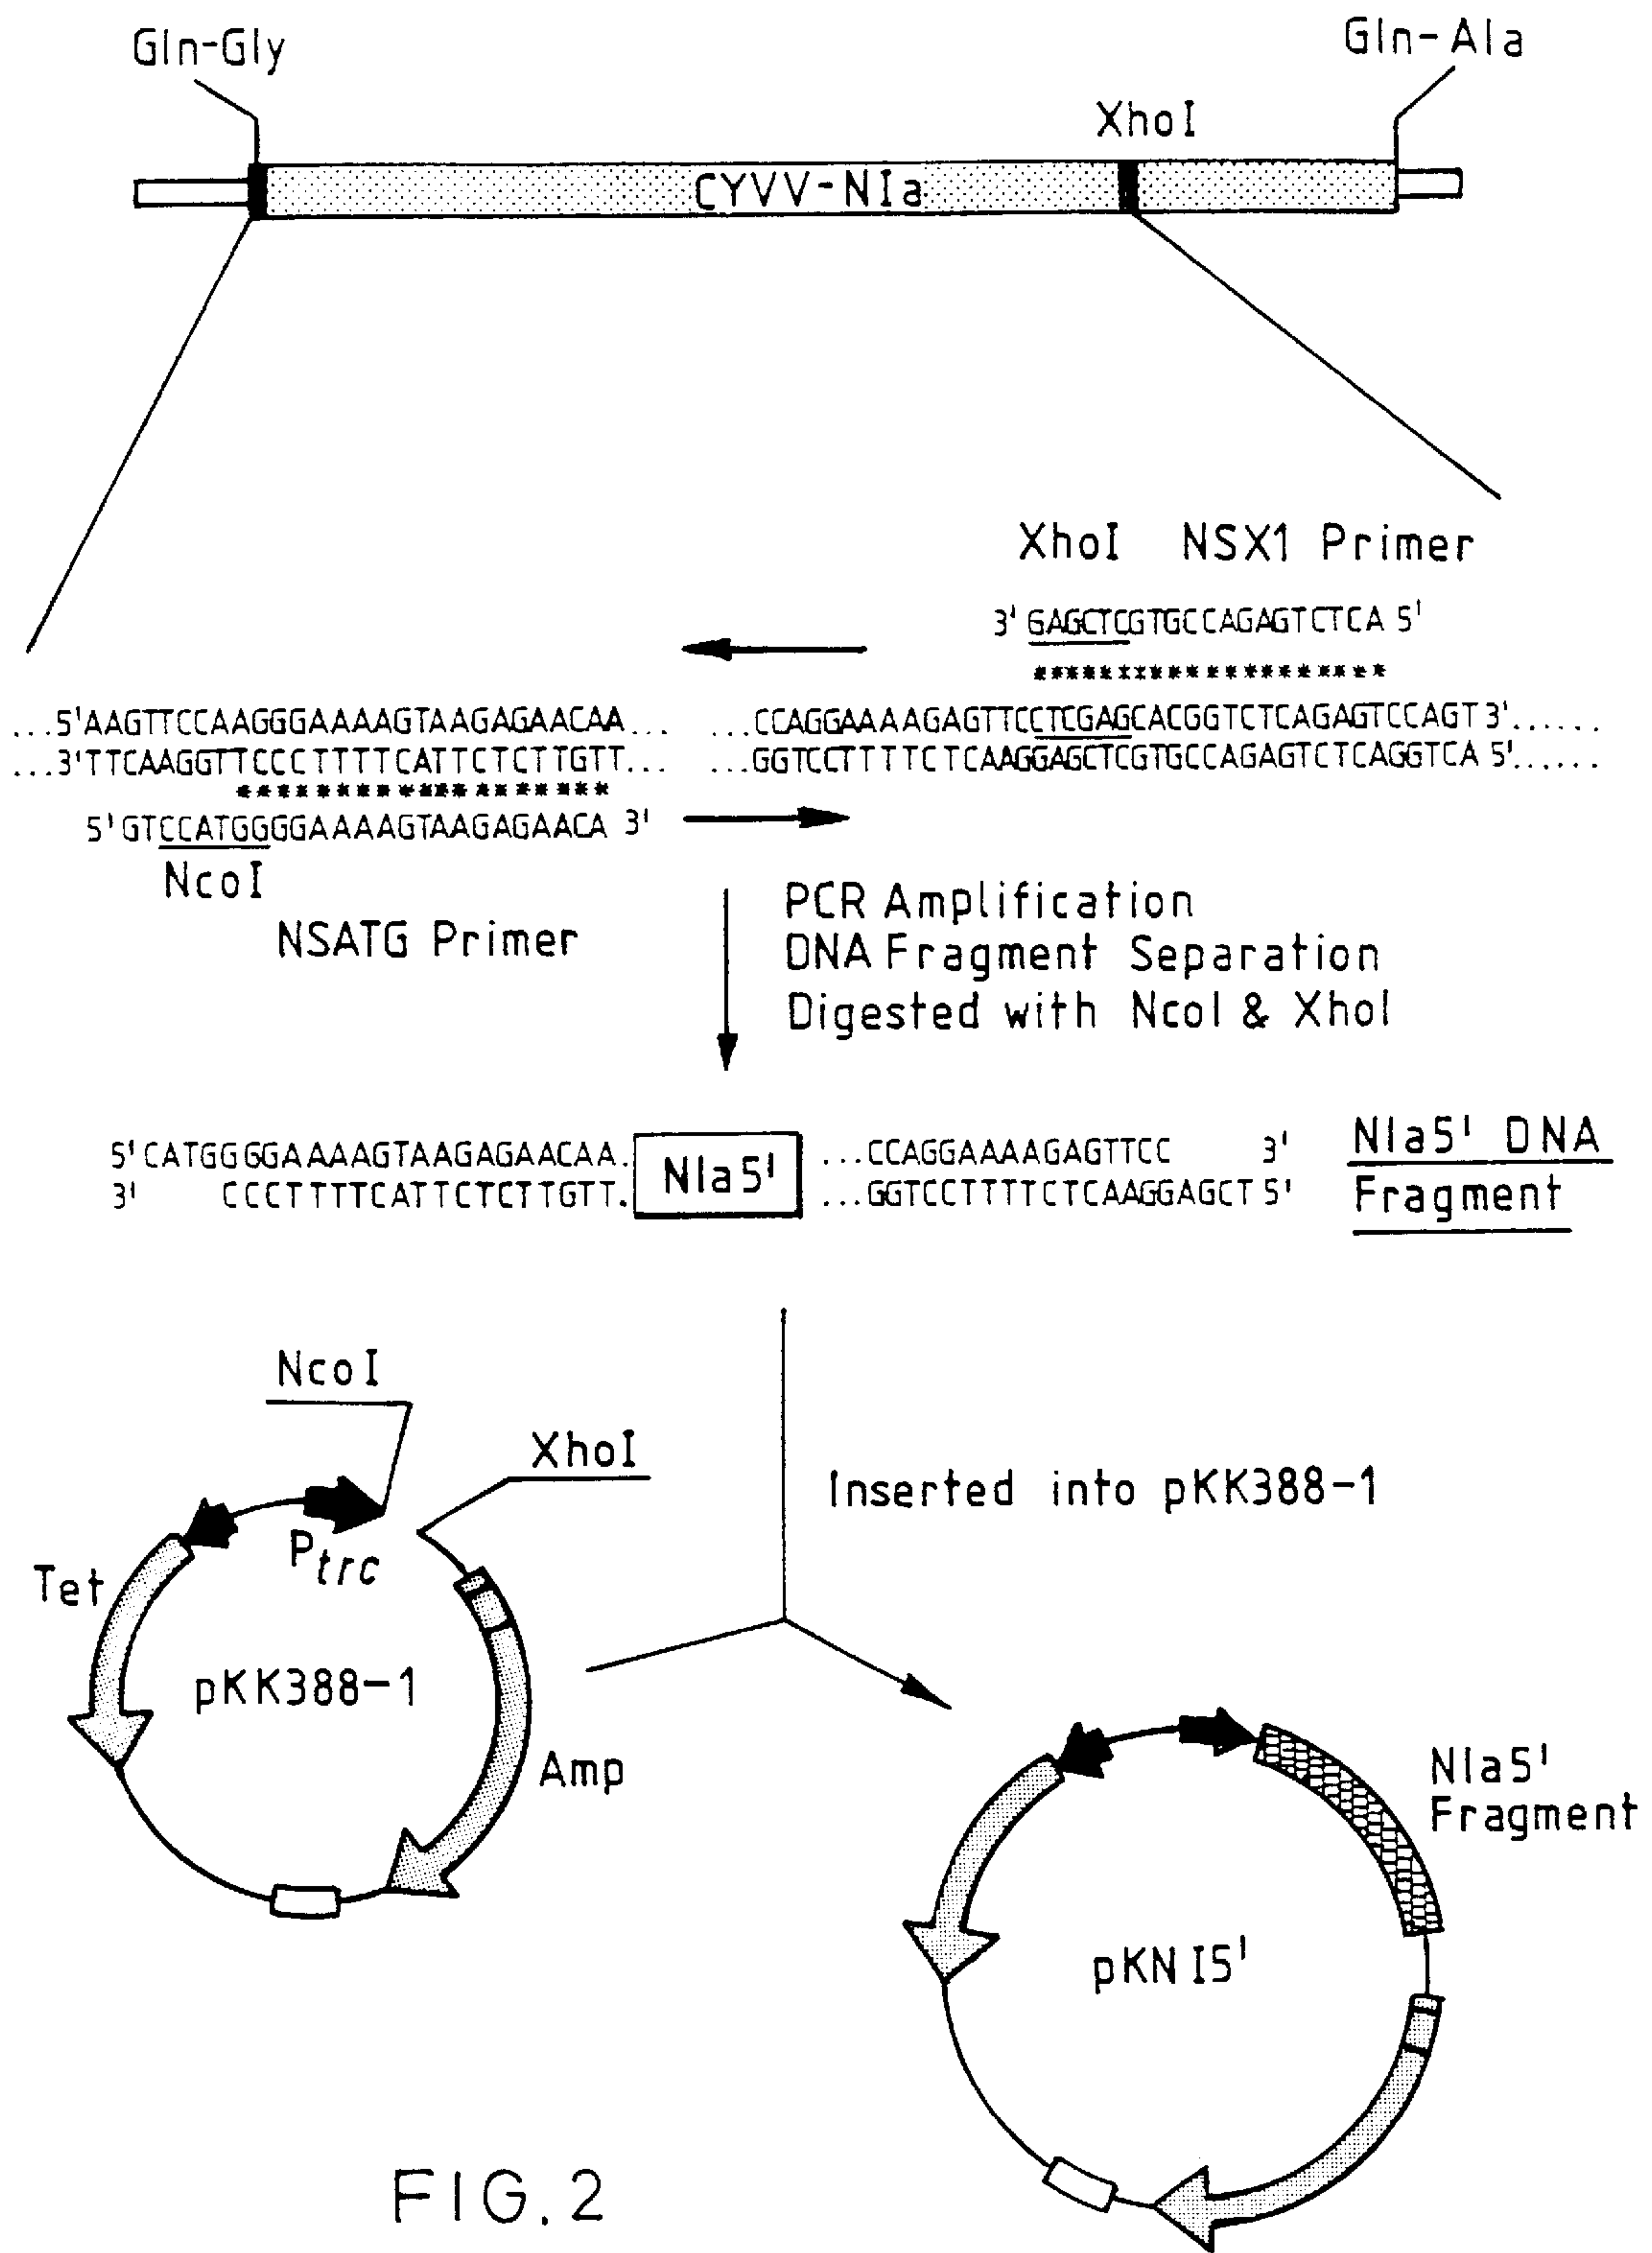 Gln-Gly
Gln-Ala
XhoI
CYVV-NIa
XhoI NSX1 Primer
3' GAGCTCGTGCCAGAGTCTCA 5'
********************
...5'AAGTTCCAAGGGAAAAGTAAGAGAACAA... ...CCAGGAAAAGAGTTCCTCGAGCACGGTCTCAGAGTCCAGT 3'......
...3'TTCAAGGTTCCCTTTTCATTCTCTTGTT... ...GGTCCTTTTCTCAAGGAGCTCGTGCCAGAGTCTCAGGTCA 5'......
*******************
5'GTCCATGGGGAAAAGTAAGAGAACA 3'
NcoI
NSATG Primer
PCR Amplification
DNA Fragment Separation
Digested with NcoI & XhoI
5'CATGGGGAAAAGTAAGAGAACAA. NIa5' ...CCAGGAAAAGAGTTCC 3'
3' CCCTTTTCATTCTCTTGTT. ...GGTCCTTTTCTCAAGGAGCT 5'
NIa5' DNA
Fragment
NcoI
XhoI
Inserted into pKK388-1
Ptrc
Tet
pKK388-1
Amp
NIa5'
Fragment
pKNI5'
FIG.2